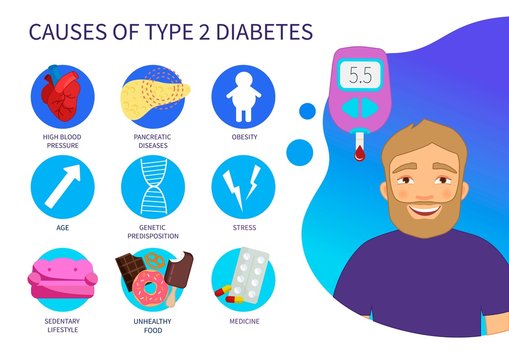 CAUSES OF TYPE 2 DIABETES
5.5
HIGH BLOOD
PRESSURE
PANCREATIC
DISEASES
OBESITY
AGE
GENETIC
PREDISPOSITION
STRESS
SEDENTARY
LIFESTYLE
UNHEALTHY
FOOD
MEDICINE